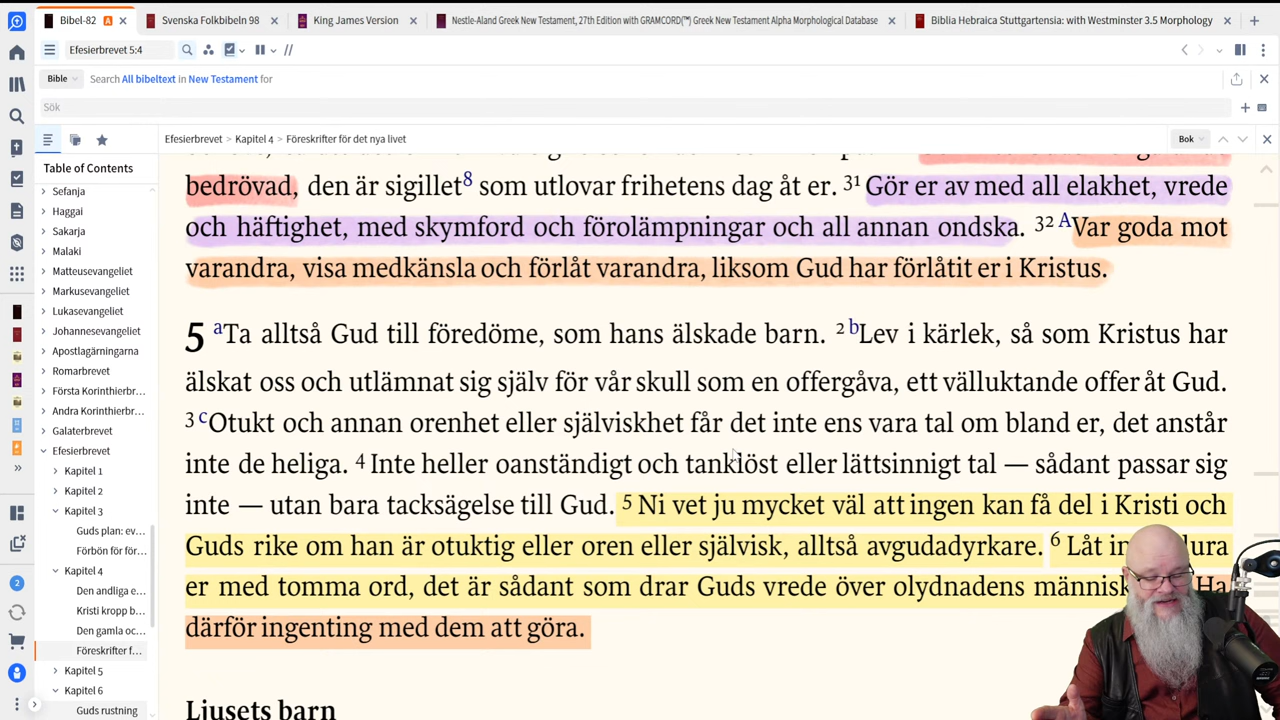 Bibel-82 A
Svenska Folkbibeln 98
King James Version
Nestle-Aland Greek New Testament, 27th Edition with GRAMCORD(™) Greek New Testament Alpha Morphological Database
Biblia Hebraica Stuttgartensia: with Westminster 3.5 Morphology
Efesierbrevet 5:4
Bible Search All bibeltext in New Testament for
Sök
Efesierbrevet > Kapitel 4 > Föreskrifter för det nya livet
Bok
Table of Contents
Sefanja
Haggai
Sakarja
Malaki
Matteusevangeliet
Markusevangeliet
Lukasevangeliet
Johannesevangeliet
Apostlagärningarna
Romarbrevet
Första Korinthierbr...
Andra Korinthierbr...
Galaterbrevet
Efesierbrevet
Kapitel 1
Kapitel 2
Kapitel 3
Guds plan: ev...
Förbön för för...
Kapitel 4
Den andliga e...
Kristi kropp b...
Den gamla oc...
Föreskrifter f...
Kapitel 5
Kapitel 6
Guds rustning
2
bedrövad, den är sigillet8 som utlovar frihetens dag åt er. 31 Gör er av med all elakhet, vrede
och häftighet, med skymford och förolämpningar och all annan ondska. 32 AVar goda mot
varandra, visa medkänsla och förlåt varandra, liksom Gud har förlåtit er i Kristus.
5 aTa alltså Gud till föredöme, som hans älskade barn. 2 bLev i kärlek, så som Kristus har
älskat oss och utlämnat sig själv för vår skull som en offergåva, ett välluktande offer åt Gud.
3 cOtukt och annan orenhet eller själviskhet får det inte ens vara tal om bland er, det anstår
inte de heliga. 4 Inte heller oanständigt och tanklöst eller lättsinnigt tal — sådant passar sig
inte — utan bara tacksägelse till Gud. 5 Ni vet ju mycket väl att ingen kan få del i Kristi och
Guds rike om han är otuktig eller oren eller självisk, alltså avgudadyrkare. 6 Låt in lura
er med tomma ord, det är sådant som drar Guds vrede över olydnadens människ Ha
därför ingenting med dem att göra.
Ljusets barn